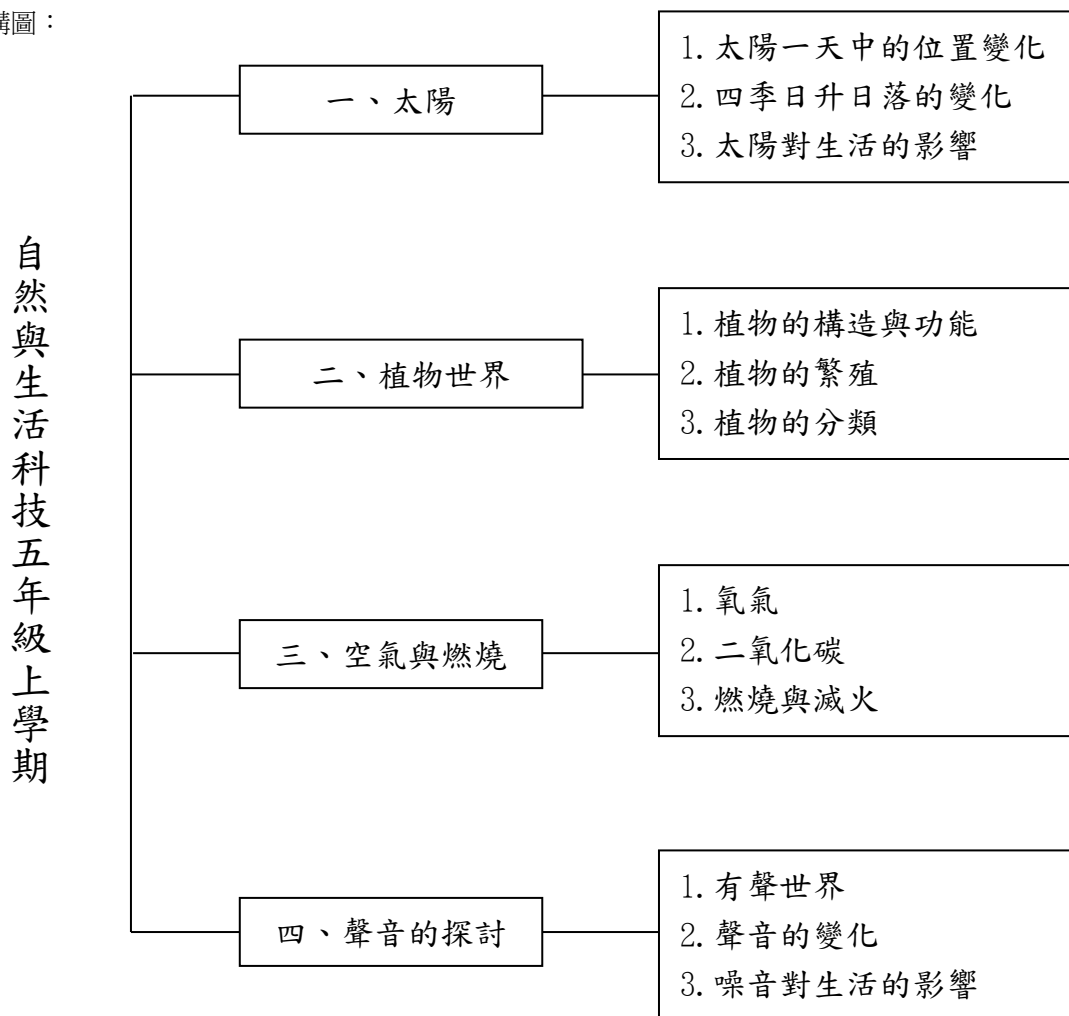 構圖：
自然與生活科技五年級上學期
一、太陽
1.太陽一天中的位置變化
2.四季日升日落的變化
3.太陽對生活的影響
二、植物世界
1.植物的構造與功能
2.植物的繁殖
3.植物的分類
三、空氣與燃燒
1.氧氣
2.二氧化碳
3.燃燒與滅火
四、聲音的探討
1.有聲世界
2.聲音的變化
3.噪音對生活的影響